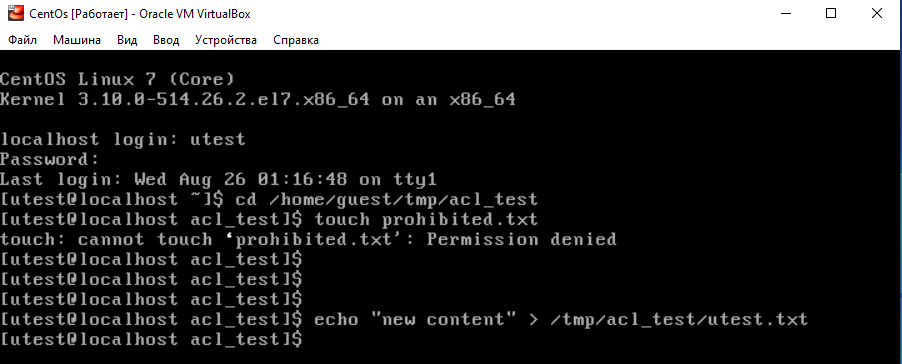 CentOs [Работает] - Oracle VM VirtualBox
Файл Машина Вид Ввод Устройства Справка
CentOS Linux 7 (Core)
Kernel 3.10.0-514.26.2.el7.x86_64 on an x86_64
localhost login: utest
Password:
Last login: Wed Aug 26 01:16:48 on tty1
[utest@localhost ~]$ cd /home/guest/tmp/acl_test
[utest@localhost acl_test]$ touch prohibited.txt
touch: cannot touch ‘prohibited.txt’: Permission denied
[utest@localhost acl_test]$
[utest@localhost acl_test]$
[utest@localhost acl_test]$
[utest@localhost acl_test]$ echo "new content" > /tmp/acl_test/utest.txt
[utest@localhost acl_test]$